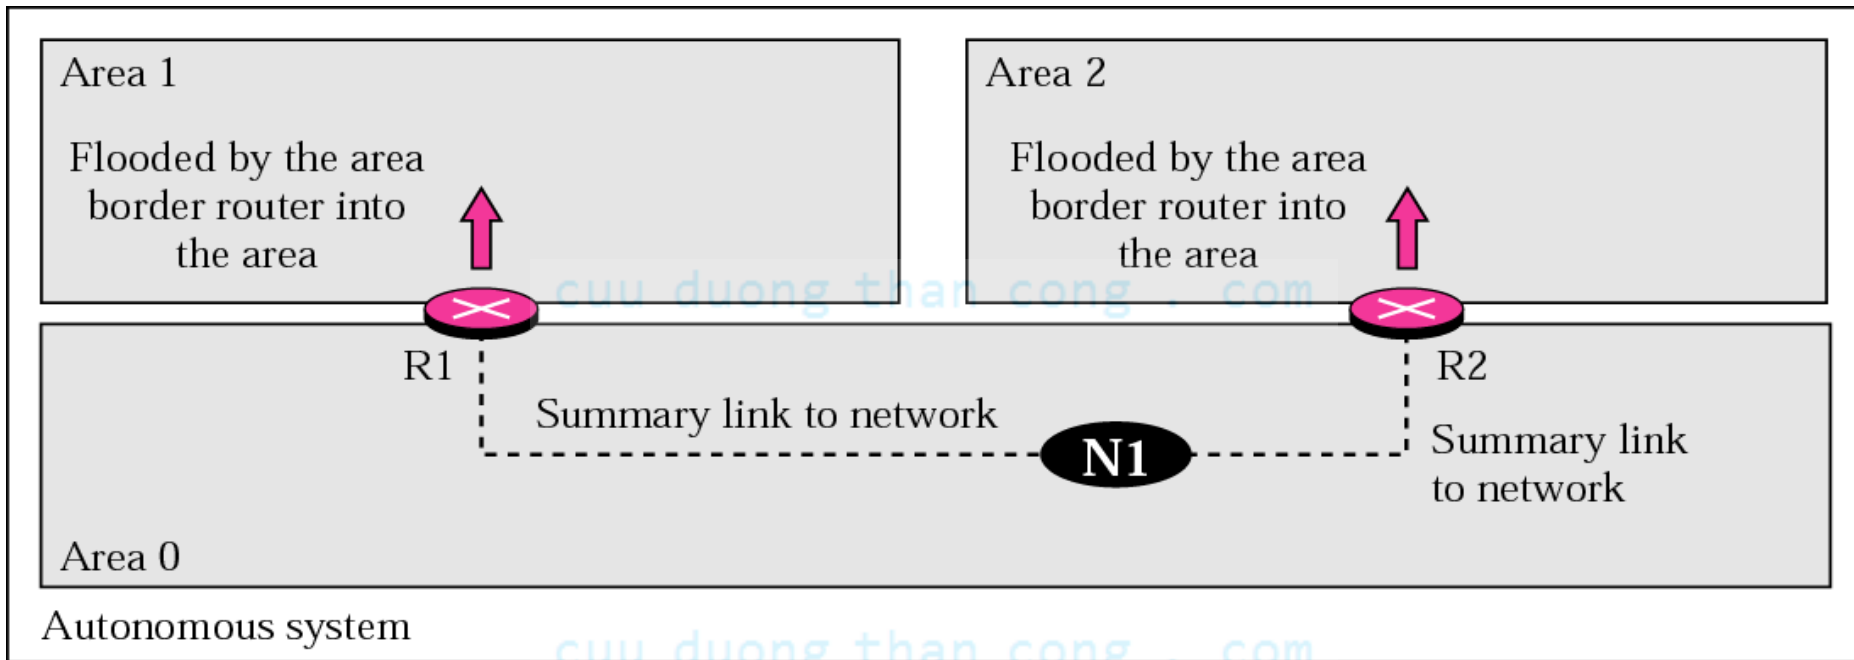 Area 1
Flooded by the area
border router into
the area
Area 2
Flooded by the area
border router into
the area
cuu duong than cong . com
R1
R2
Summary link to network
N1
Summary link
to network
Area 0
Autonomous system
cuu duong than cong . com